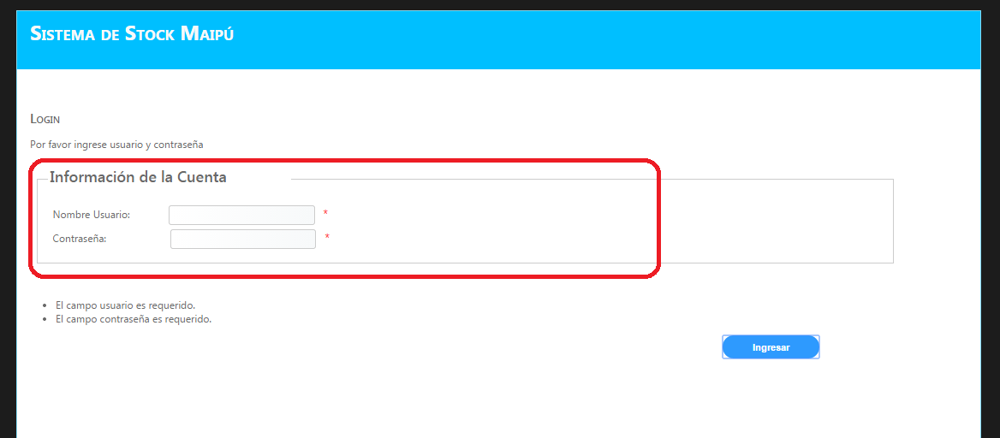 Sistema de Stock Maipú
Login
Por favor ingrese usuario y contraseña
Información de la Cuenta
Nombre Usuario: *
Contraseña: *
• El campo usuario es requerido.
• El campo contraseña es requerido.
Ingresar